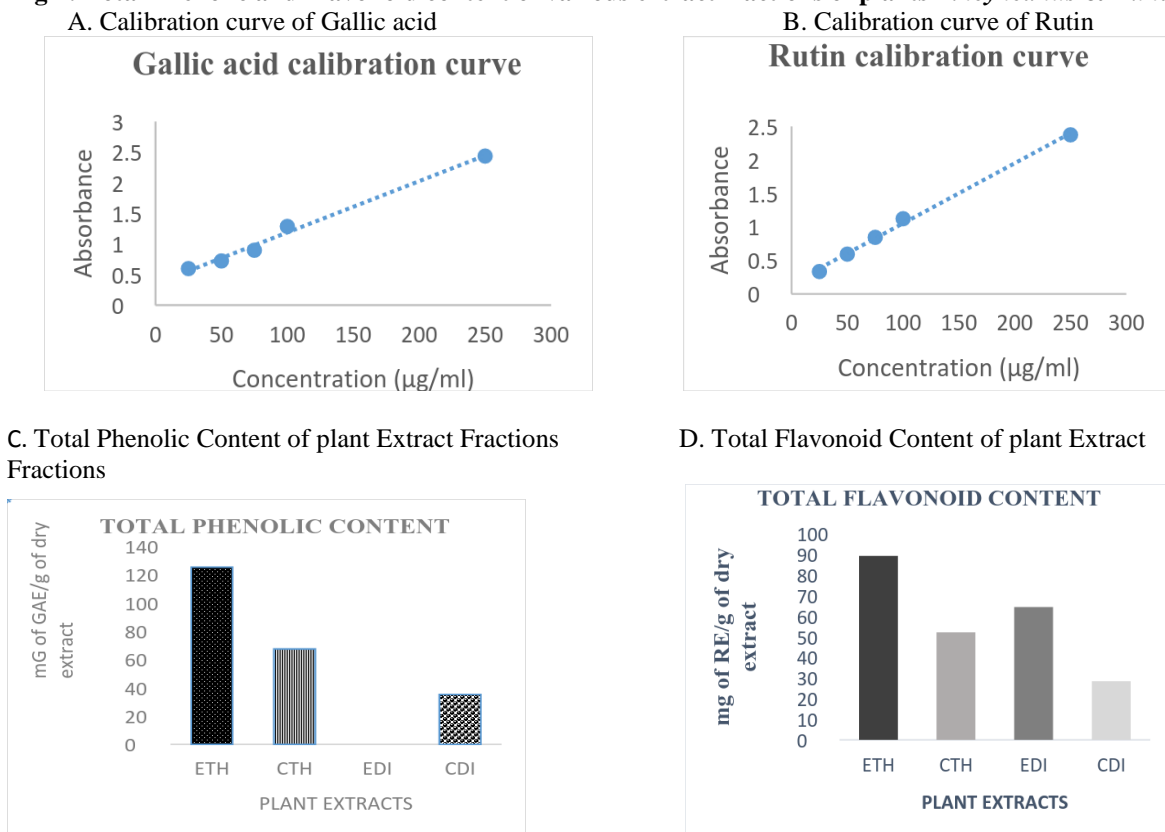 A. Calibration curve of Gallic acid
B. Calibration curve of Rutin
Gallic acid calibration curve
Absorbance
3
2.5
2
1.5
1
0.5
0
0 50 100 150 200 250 300
Concentration (µg/ml)
Rutin calibration curve
Absorbance
2.5
2
1.5
1
0.5
0
0 50 100 150 200 250 300
Concentration (µg/ml)
C. Total Phenolic Content of plant Extract Fractions
D. Total Flavonoid Content of plant Extract
Fractions
TOTAL PHENOLIC CONTENT
mG of GAE/g of dry
extract
140
120
100
80
60
40
20
0
ETH CTH EDI CDI
PLANT EXTRACTS
TOTAL FLAVONOID CONTENT
mg of RE/g of dry
extract
100
90
80
70
60
50
40
30
20
10
0
ETH CTH EDI CDI
PLANT EXTRACTS